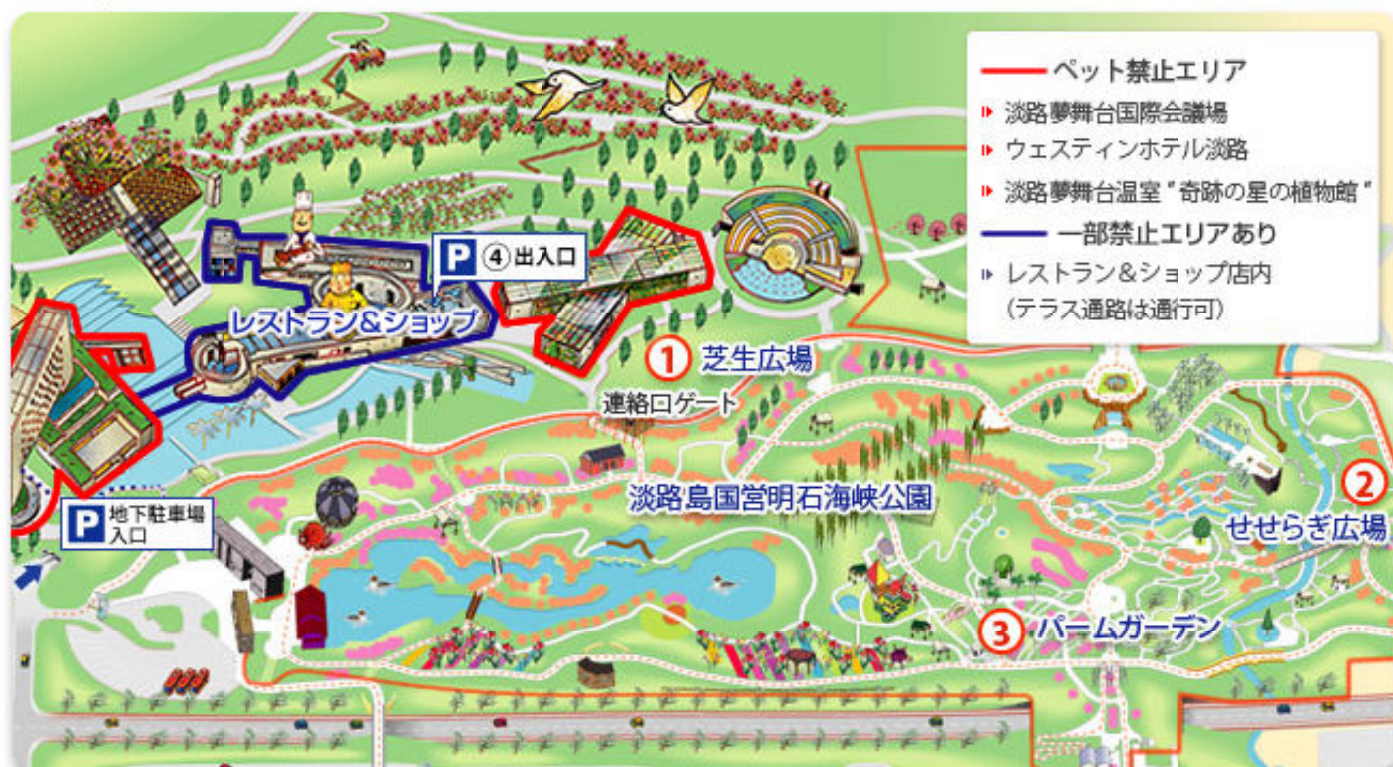 ペット禁止エリア
淡路夢舞台国際会議場
ウェスティンホテル淡路
淡路夢舞台温室"奇跡の星の植物館"
一部禁止エリアあり
レストラン&ショップ店内
(テラス通路は通行可)
P ④出入口
レストラン&ショップ
① 芝生広場
連絡口ゲート
淡路島国営明石海峡公園
②
せせらぎ広場
P 地下駐車場
入口
③ パームガーデン